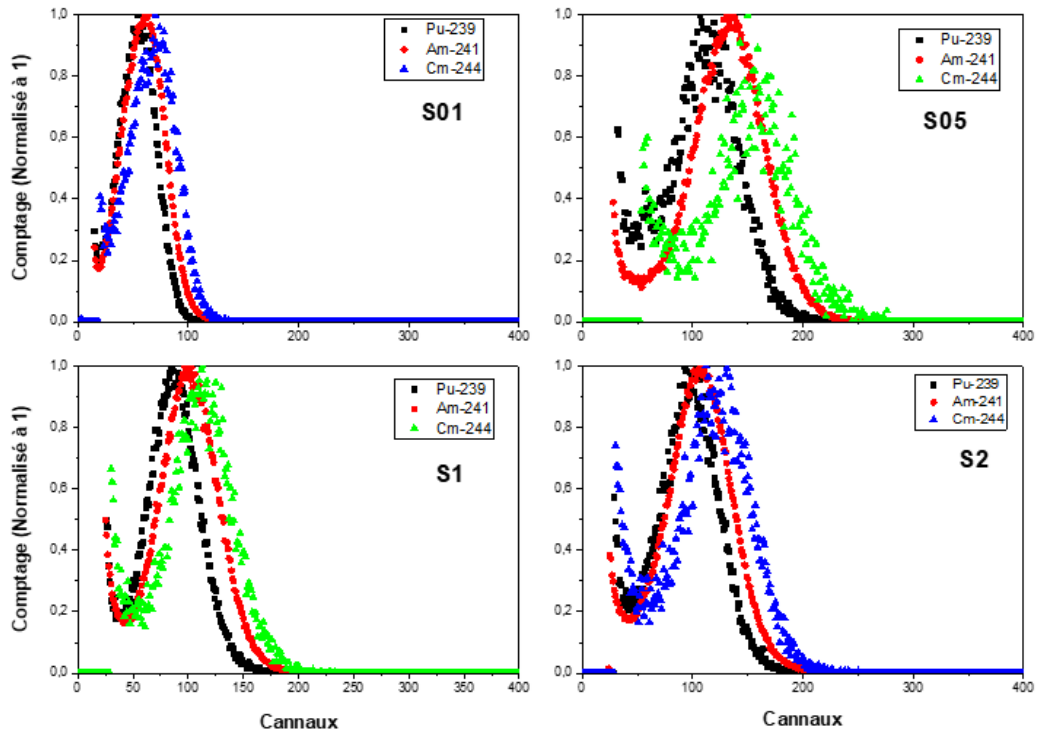 Comptage (Normalisé à 1)
1,0
0,8
0,6
0,4
0,2
0,0
0 50 100 200 300 400
Pu-239
Am-241
Cm-244
S01
1,0
0,8
0,6
0,4
0,2
0,0
0 50 100 200 300 400
Pu-239
Am-241
Cm-244
S05
Comptage (Normalisé à 1)
1,0
0,8
0,6
0,4
0,2
0,0
0 50 100 150 200 300 400
Pu-239
Am-241
Cm-244
S1
Cannaux
1,0
0,8
0,6
0,4
0,2
0,0
0 100 200 300 400
Pu-239
Am-241
Cm-244
S2
Cannaux